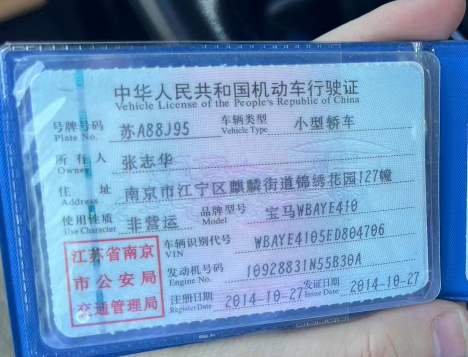 中华人民共和国机动车行驶证
Vehicle License of the People's Republic of China
号牌号码 苏A88J95 车辆类型 小型轿车
Plate No. Vehicle Type
所有人 张志华
Owner
住址 南京市江宁区麒麟街道锦绣花园127幢
Address
使用性质 非营运 品牌型号 宝马WBAYE410
Use Character Model
江苏省南京
市公安局
交通管理局
车辆识别代号 WBAYE4105ED804706
VIN
发动机号码 10928831N55B30A
Engine No.
注册日期 2014-10-27 发证日期 2014-10-27
Register Date Issue Date